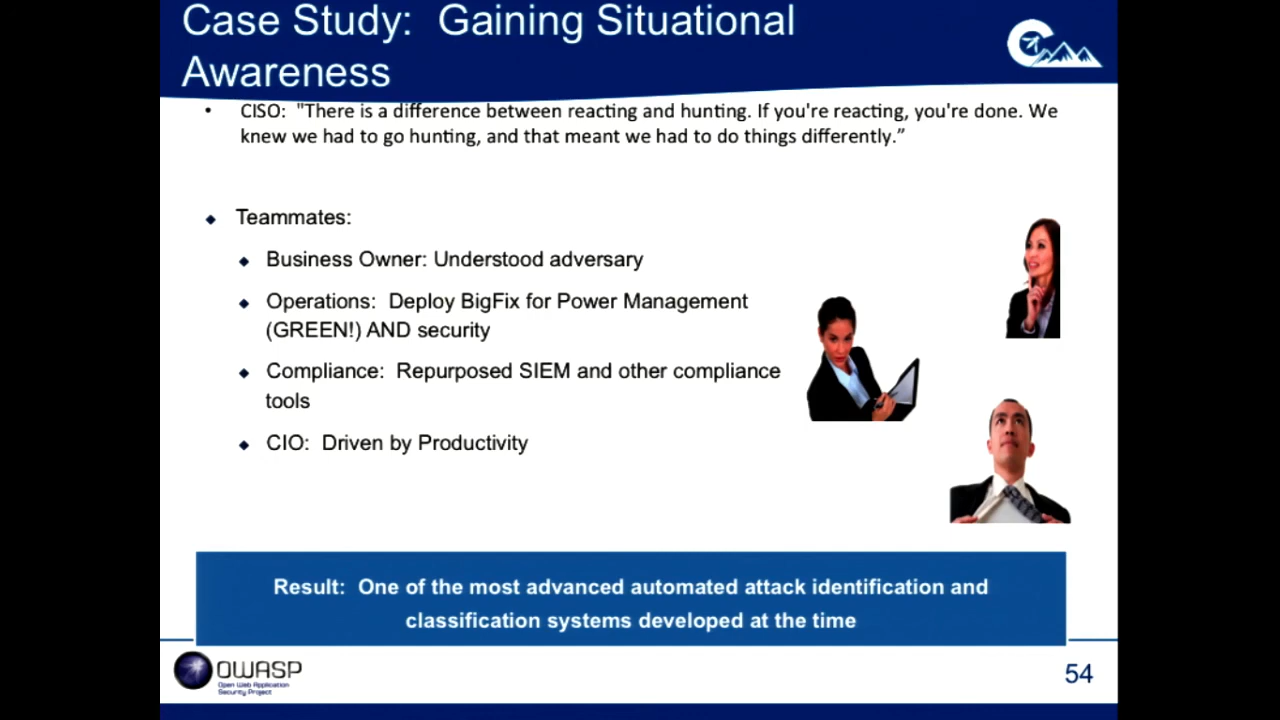 Case Study: Gaining Situational
Awareness
• CISO: "There is a difference between reacting and hunting. If you're reacting, you're done. We
knew we had to go hunting, and that meant we had to do things differently.”
Teammates:
Business Owner: Understood adversary
Operations: Deploy BigFix for Power Management
(GREEN!) AND security
Compliance: Repurposed SIEM and other compliance
tools
CIO: Driven by Productivity
Result: One of the most advanced automated attack identification and
classification systems developed at the time
OWASP
Open Web Application
Security Project
54